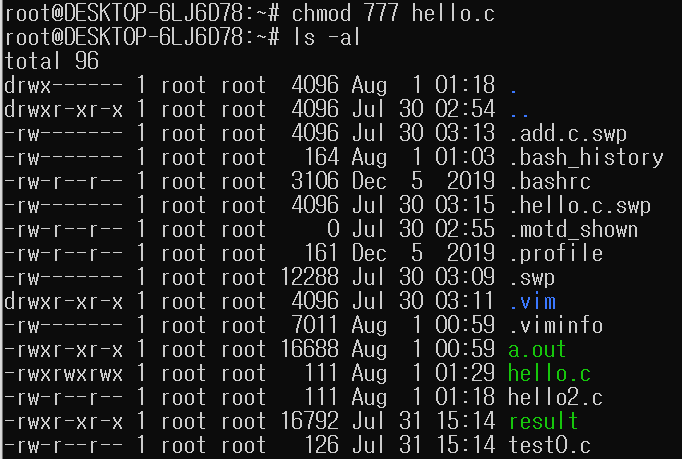 root@DESKTOP-6LJ6D78:~# chmod 777 hello.c
root@DESKTOP-6LJ6D78:~# ls -al
total 96
drwx------ 1 root root  4096 Aug  1 01:18 .
drwxr-xr-x 1 root root  4096 Jul 30 02:54 ..
-rw------- 1 root root  4096 Jul 30 03:13 .add.c.swp
-rw------- 1 root root   164 Aug  1 01:03 .bash_history
-rw-r--r-- 1 root root  3106 Dec  5  2019 .bashrc
-rw------- 1 root root  4096 Jul 30 03:15 .hello.c.swp
-rw-r--r-- 1 root root     0 Jul 30 02:55 .motd_shown
-rw-r--r-- 1 root root   161 Dec  5  2019 .profile
-rw------- 1 root root 12288 Jul 30 03:09 .swp
drwxr-xr-x 1 root root  4096 Jul 30 03:11 .vim
-rw------- 1 root root  7011 Aug  1 00:59 .viminfo
-rwxr-xr-x 1 root root 16688 Aug  1 00:59 a.out
-rwxrwxrwx 1 root root   111 Aug  1 01:29 hello.c
-rw-r--r-- 1 root root   111 Aug  1 01:18 hello2.c
-rwxr-xr-x 1 root root 16792 Jul 31 15:14 result
-rw-r--r-- 1 root root   126 Jul 31 15:14 test0.c